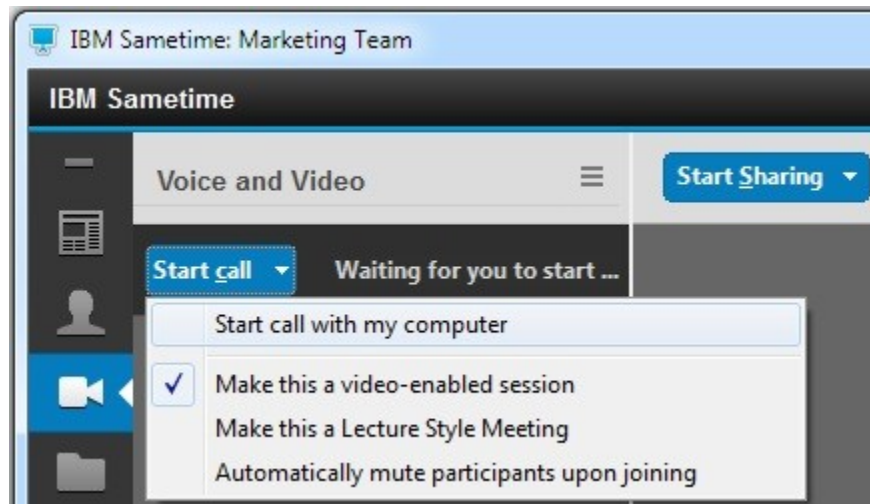 IBM Sametime: Marketing Team
IBM Sametime
Voice and Video
Start Sharing
Start call
Waiting for you to start ...
Start call with my computer
Make this a video-enabled session
Make this a Lecture Style Meeting
Automatically mute participants upon joining